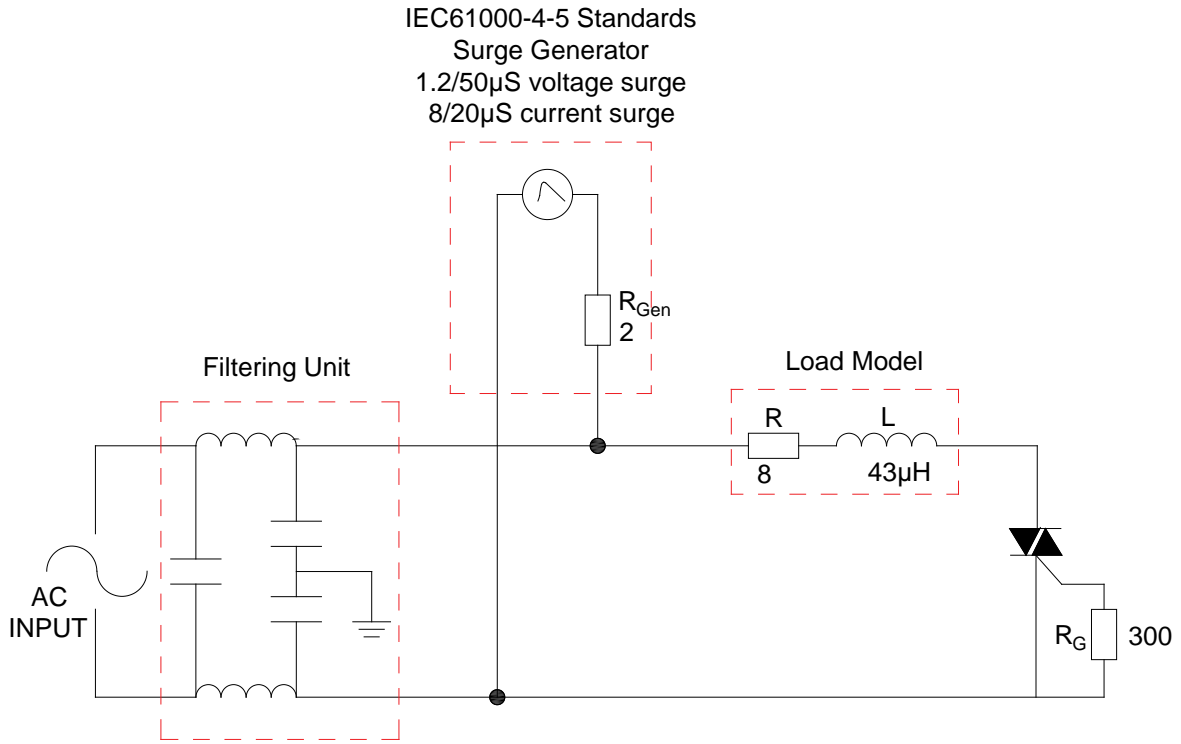 IEC61000-4-5 Standards
Surge Generator
1.2/50μS voltage surge
8/20μS current surge
RGen
2
Filtering Unit
Load Model
R
L
8
43μH
AC
INPUT
RG
300